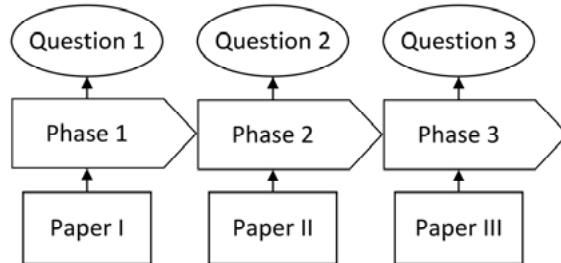 Question 1 Question 2 Question 3
Phase 1 Phase 2 Phase 3
Paper I Paper II Paper III